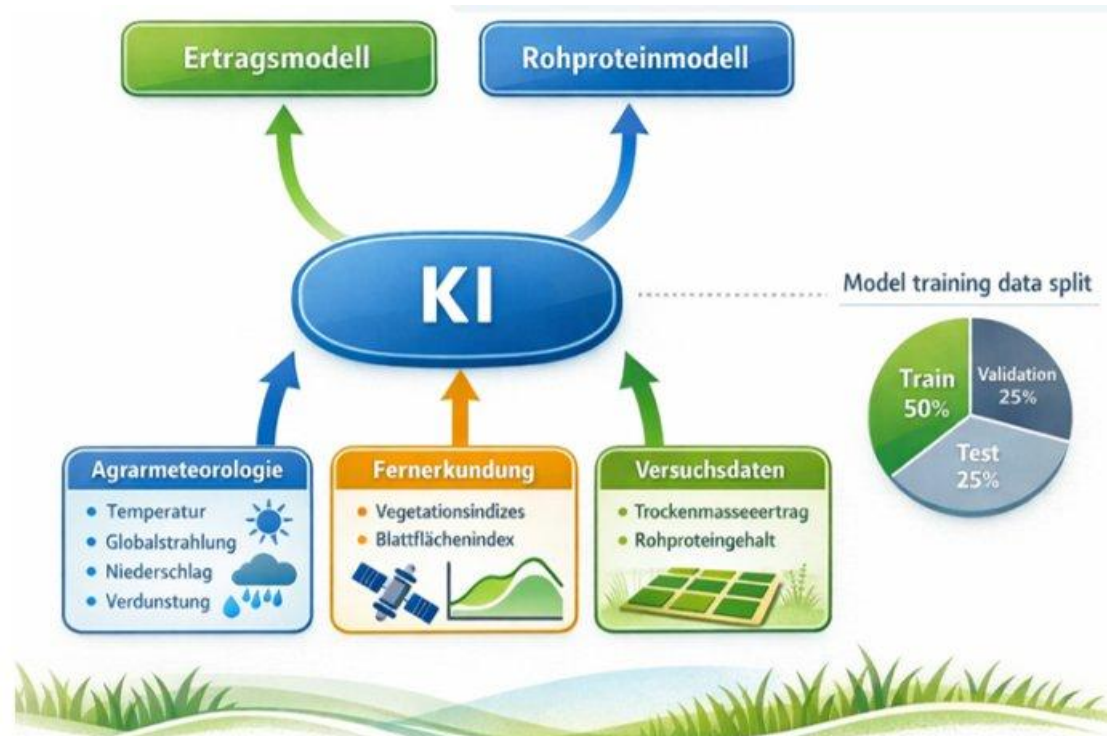 Ertragsmodell
Rohproteinmodell
KI
Model training data split
Train
50%
Validation
25%
Test
25%
Agrarmeteorologie
Temperatur
Globalstrahlung
Niederschlag
Verdunstung
Fernerkundung
Vegetationsindizes
Blattflächenindex
Versuchsdaten
Trockenmasseeertrag
Rohproteingehalt